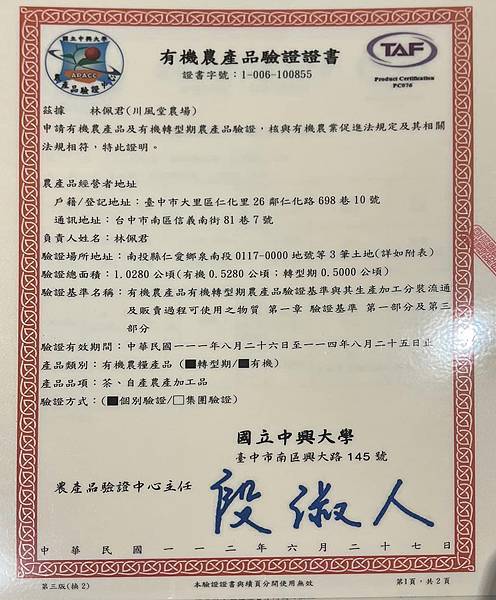 國立中興大學
APACC
農產品驗證中心
有機農產品驗證證書
證書字號：1-006-100855
TAF
Product Certification
PC076
茲據　林佩君(川風堂農場)
申請有機農產品及有機轉型期農產品驗證，核與有機農業促進法規定及其相關
法規相符，特此證明。
農產品經營者地址
戶籍/登記地址：臺中市大里區仁化里26鄰仁化路698巷10號
通訊地址：台中市南區信義南街81巷7號
負責人姓名：林佩君
驗證場所地址：南投縣仁愛鄉泉南段0117-0000地號等3筆土地(詳如附表)
驗證總面積：1.0280公頃(有機0.5280公頃；轉型期0.5000公頃)
驗證基準名稱：有機農產品有機轉型期農產品驗證基準與其生產加工分裝流通
及販賣過程可使用之物質 第一章 驗證基準 第一部分及第三
部分
驗證有效期間：中華民國一一一年八月二十六日至一一四年八月二十五日止
產品類別：有機農糧產品 (■轉型期/■有機)
產品品項：茶、自產農產加工品
驗證方式：(■個別驗證/□集團驗證)
國立中興大學
臺中市南區興大路145號
農產品驗證中心主任
段淑人
中華民國一一二年六月二十七日
第三版(換2)
本驗證證書與續頁分開使用無效
第1頁，共2頁